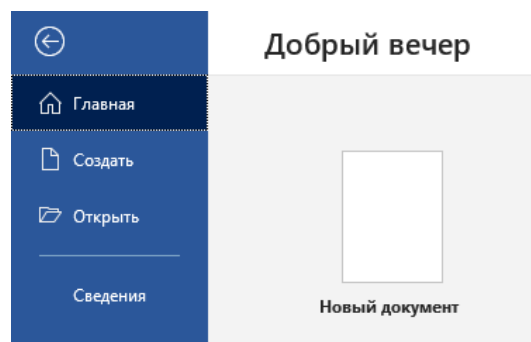 Добрый вечер
Главная
Создать
Открыть
Сведения
Новый документ